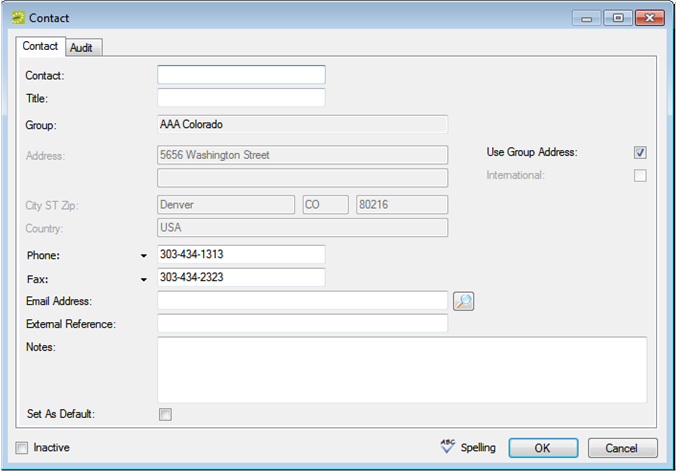 Contact
Contact Audit
Contact:
Title:
Group: AAA Colorado
Address: 5656 Washington Street Use Group Address:
International:
City ST Zip: Denver CO 80216
Country: USA
Phone: 303-434-1313
Fax: 303-434-2323
Email Address:
External Reference:
Notes:
Set As Default:
Inactive ABC Spelling OK Cancel